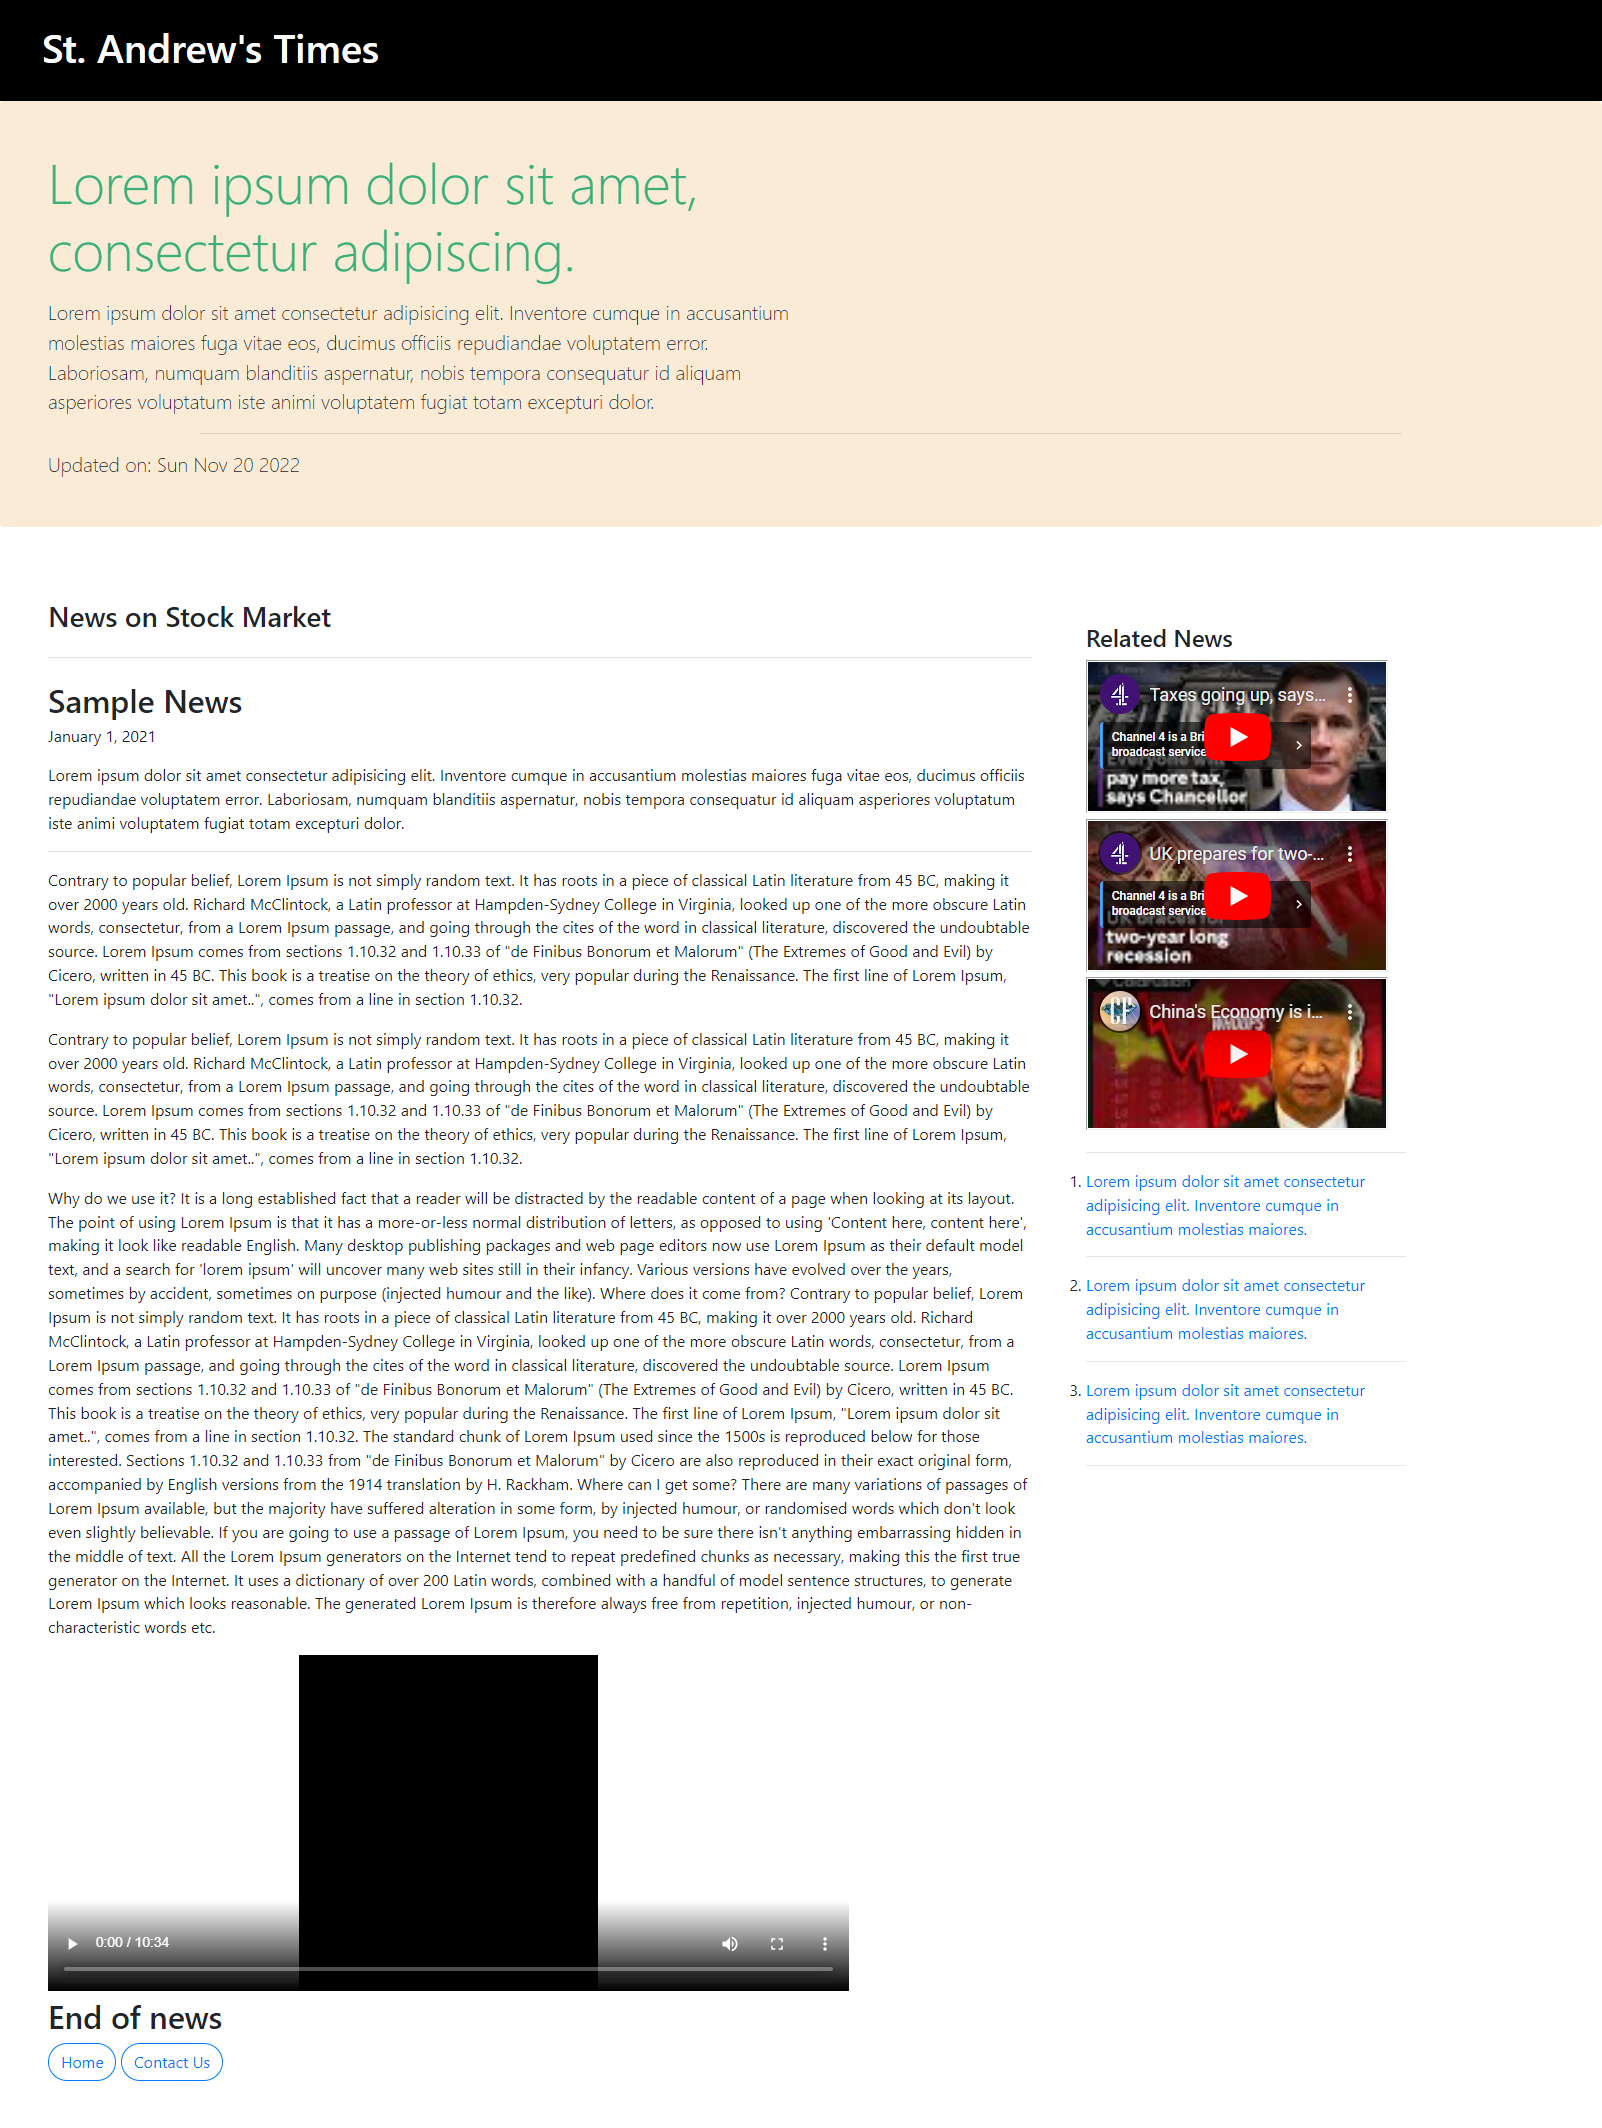 St. Andrew's Times
Lorem ipsum dolor sit amet,
consectetur adipiscing.
Lorem ipsum dolor sit amet consectetur adipisicing elit. Inventore cumque in accusantium
molestias maiores fuga vitae eos, ducimus officiis repudiandae voluptatem error.
Laboriosam, numquam blanditiis aspernatur, nobis tempora consequatur id aliquam
asperiores voluptatum iste animi voluptatem fugiat totam excepturi dolor.
Updated on: Sun Nov 20 2022
News on Stock Market
Sample News
January 1, 2021
Lorem ipsum dolor sit amet consectetur adipisicing elit. Inventore cumque in accusantium molestias maiores fuga vitae eos, ducimus officiis
repudiandae voluptatem error. Laboriosam, numquam blanditiis aspernatur, nobis tempora consequatur id aliquam asperiores voluptatum
iste animi voluptatem fugiat totam excepturi dolor.
Contrary to popular belief, Lorem Ipsum is not simply random text. It has roots in a piece of classical Latin literature from 45 BC, making it
over 2000 years old. Richard McClintock, a Latin professor at Hampden-Sydney College in Virginia, looked up one of the more obscure Latin
words, consectetur, from a Lorem Ipsum passage, and going through the cites of the word in classical literature, discovered the undoubtable
source. Lorem Ipsum comes from sections 1.10.32 and 1.10.33 of "de Finibus Bonorum et Malorum" (The Extremes of Good and Evil) by
Cicero, written in 45 BC. This book is a treatise on the theory of ethics, very popular during the Renaissance. The first line of Lorem Ipsum,
"Lorem ipsum dolor sit amet..", comes from a line in section 1.10.32.
Contrary to popular belief, Lorem Ipsum is not simply random text. It has roots in a piece of classical Latin literature from 45 BC, making it
over 2000 years old. Richard McClintock, a Latin professor at Hampden-Sydney College in Virginia, looked up one of the more obscure Latin
words, consectetur, from a Lorem Ipsum passage, and going through the cites of the word in classical literature, discovered the undoubtable
source. Lorem Ipsum comes from sections 1.10.32 and 1.10.33 of "de Finibus Bonorum et Malorum" (The Extremes of Good and Evil) by
Cicero, written in 45 BC. This book is a treatise on the theory of ethics, very popular during the Renaissance. The first line of Lorem Ipsum,
"Lorem ipsum dolor sit amet..", comes from a line in section 1.10.32.
Why do we use it? It is a long established fact that a reader will be distracted by the readable content of a page when looking at its layout.
The point of using Lorem Ipsum is that it has a more-or-less normal distribution of letters, as opposed to using 'Content here, content here',
making it look like readable English. Many desktop publishing packages and web page editors now use Lorem Ipsum as their default model
text, and a search for 'lorem ipsum' will uncover many web sites still in their infancy. Various versions have evolved over the years,
sometimes by accident, sometimes on purpose (injected humour and the like). Where does it come from? Contrary to popular belief, Lorem
Ipsum is not simply random text. It has roots in a piece of classical Latin literature from 45 BC, making it over 2000 years old. Richard
McClintock, a Latin professor at Hampden-Sydney College in Virginia, looked up one of the more obscure Latin words, consectetur, from a
Lorem Ipsum passage, and going through the cites of the word in classical literature, discovered the undoubtable source. Lorem Ipsum
comes from sections 1.10.32 and 1.10.33 of "de Finibus Bonorum et Malorum" (The Extremes of Good and Evil) by Cicero, written in 45 BC.
This book is a treatise on the theory of ethics, very popular during the Renaissance. The first line of Lorem Ipsum, "Lorem ipsum dolor sit
amet..", comes from a line in section 1.10.32. The standard chunk of Lorem Ipsum used since the 1500s is reproduced below for those
interested. Sections 1.10.32 and 1.10.33 from "de Finibus Bonorum et Malorum" by Cicero are also reproduced in their exact original form,
accompanied by English versions from the 1914 translation by H. Rackham. Where can I get some? There are many variations of passages of
Lorem Ipsum available, but the majority have suffered alteration in some form, by injected humour, or randomised words which don't look
even slightly believable. If you are going to use a passage of Lorem Ipsum, you need to be sure there isn't anything embarrassing hidden in
the middle of text. All the Lorem Ipsum generators on the Internet tend to repeat predefined chunks as necessary, making this the first true
generator on the Internet. It uses a dictionary of over 200 Latin words, combined with a handful of model sentence structures, to generate
Lorem Ipsum which looks reasonable. The generated Lorem Ipsum is therefore always free from repetition, injected humour, or non-
characteristic words etc.
0:00 / 10:34
End of news
Home
Contact Us
Related News
Taxes going up, says...
Channel 4 is a Bri
broadcast service
pay more tax,
says Chancellor
UK prepares for two-...
Channel 4 is a Bri
broadcast service
two-year long
recession
China's Economy is i...
1. Lorem ipsum dolor sit amet consectetur
adipisicing elit. Inventore cumque in
accusantium molestias maiores.
2. Lorem ipsum dolor sit amet consectetur
adipisicing elit. Inventore cumque in
accusantium molestias maiores.
3. Lorem ipsum dolor sit amet consectetur
adipisicing elit. Inventore cumque in
accusantium molestias maiores.